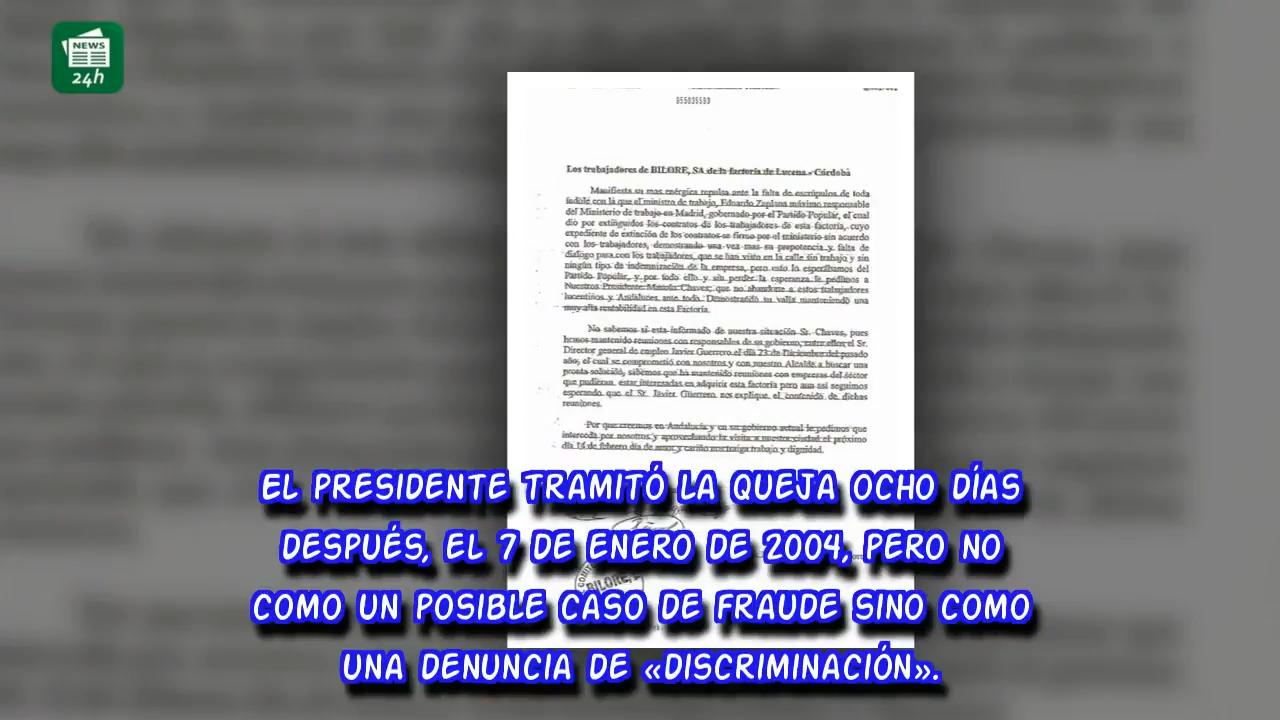 NEWS
24h
955035593
Los trabajadores de BILORE, SA de la factoría de Lucena.- Córdoba
Manifiesta su mas enérgica repulsa ante la falta de escrúpulos de toda
índole con la que el ministro de trabajo, Eduardo Zaplana máximo responsable
del Ministerio de trabajo en Madrid, gobernado por el Partido Popular, el cual
dio por extinguidos los contratos de los trabajadores de esta factoría, cuyo
expediente de extinción de los contratos se firmo por el ministerio sin acuerdo
con los trabajadores, demostrando una vez mas su prepotencia y falta de
dialogo para con los trabajadores, que se han visto en la calle sin trabajo y sin
ningún tipo de indemnización de la empresa, pero esto lo esperábamos del
Partido Popular, y por todo ello y sin perder la esperanza le pedimos a
Nuestros Presidente Manolo Chaves, que no abandone a estos trabajadores
lucentinos y Andaluces ante todo. Demostrando su valía manteniendo una
muy alta rentabilidad en esta Factoría.
No sabemos si esta informado de nuestra situación Sr. Chaves, pues
hemos mantenido reuniones con responsables de su gobierno, entre ellos el Sr.
Director general de empleo Javier Guerrero el día 23 de Diciembre del pasado
año, el cual se comprometió con nosotros y con nuestro Alcalde a buscar una
pronta solución, sabemos que ha mantenido reuniones con empresas del sector
que pudieran, estar interesadas en adquirir esta factoría pero aun así seguimos
esperando que el Sr. Javier Guerrero nos explique el contenido de dichas
reuniones.
Por que creemos en Andalucía y en su gobierno actual le pedimos que
interceda por nosotros y aprovechando la visita a nuestra ciudad el próximo
día 14 de febrero día de amor y cariño nos traiga trabajo y dignidad.
EL PRESIDENTE TRAMITÓ LA QUEJA OCHO DÍAS
DESPUÉS, EL 7 DE ENERO DE 2004, PERO NO
BILORE,
COMO UN POSIBLE CASO DE FRAUDE SINO COMO
UNA DENUNCIA DE «DISCRIMINACIÓN».